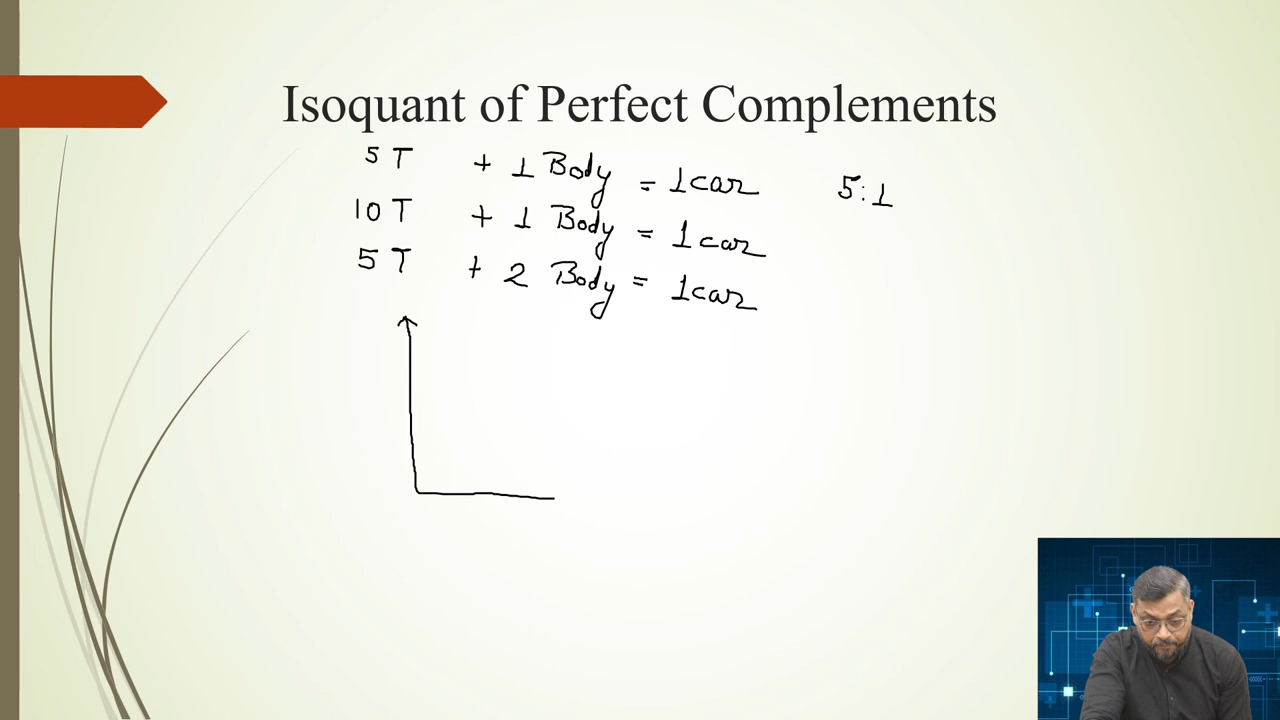 Isoquant of Perfect Complements
5 T + 1 Body = 1car 5:1
10 T + 1 Body = 1car
5 T + 2 Body = 1car